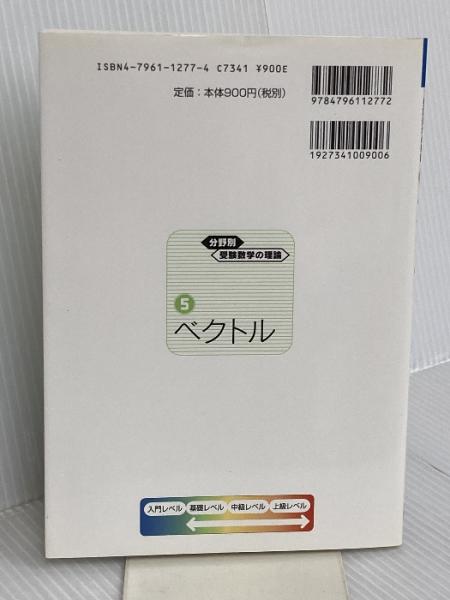 ISBN4-7961-1277-4 C7341 ¥900E
定価：本体900円(税別)
9784796112772
1927341009006
分野別
受験数学の理論
5
ベクトル
入門レベル 基礎レベル 中級レベル 上級レベル